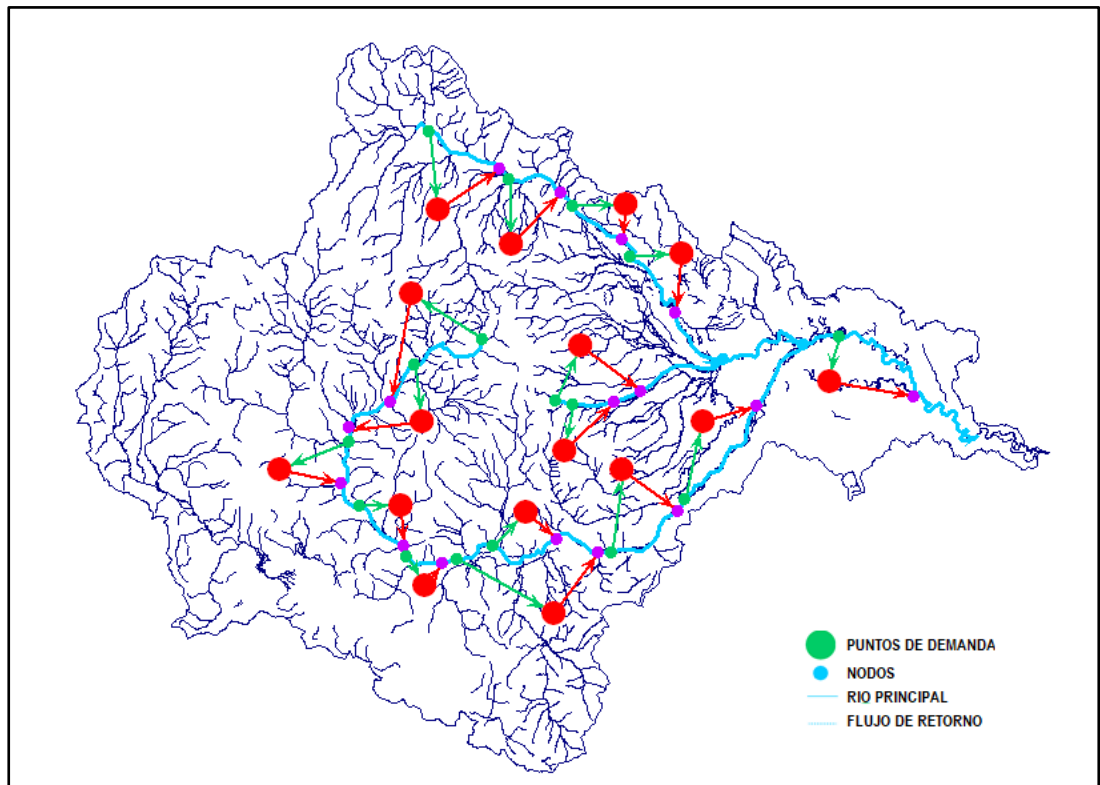 PUNTOS DE DEMANDA
NODOS
RIO PRINCIPAL
FLUJO DE RETORNO